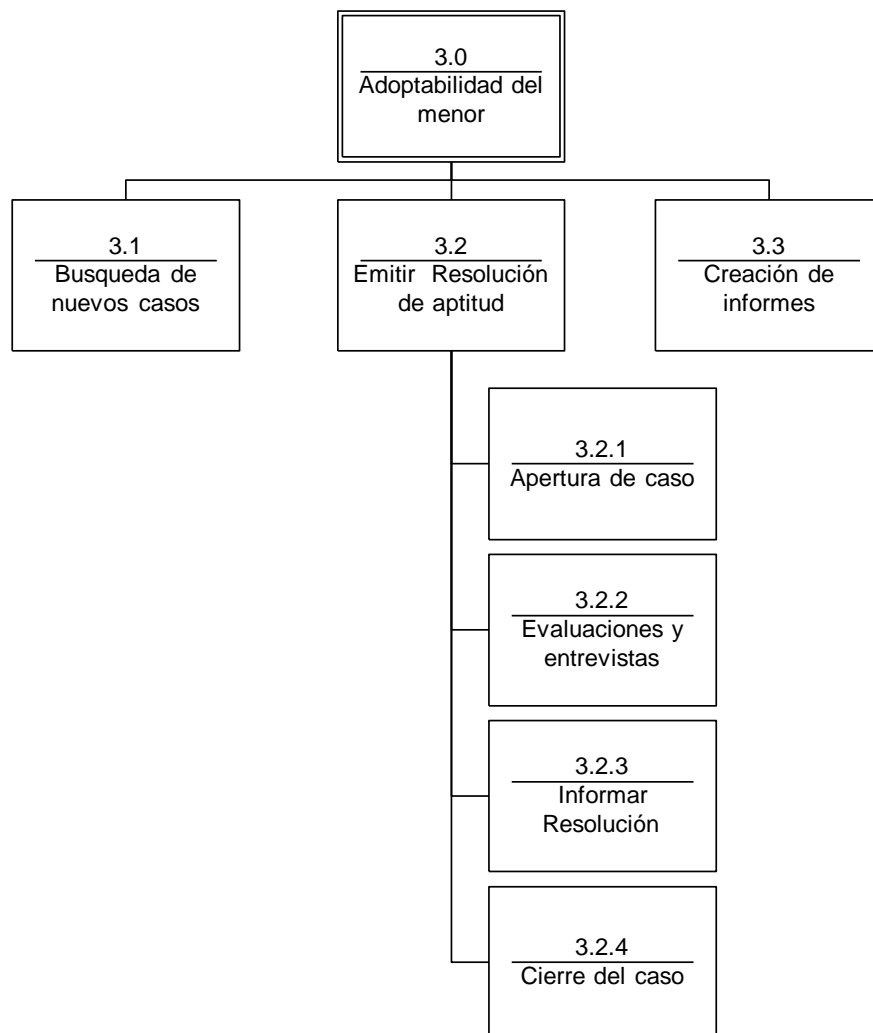 3.0
Adoptabilidad del
menor
3.1
Busqueda de
nuevos casos
3.2
Emitir Resolución
de aptitud
3.3
Creación de
informes
3.2.1
Apertura de caso
3.2.2
Evaluaciones y
entrevistas
3.2.3
Informar
Resolución
3.2.4
Cierre del caso